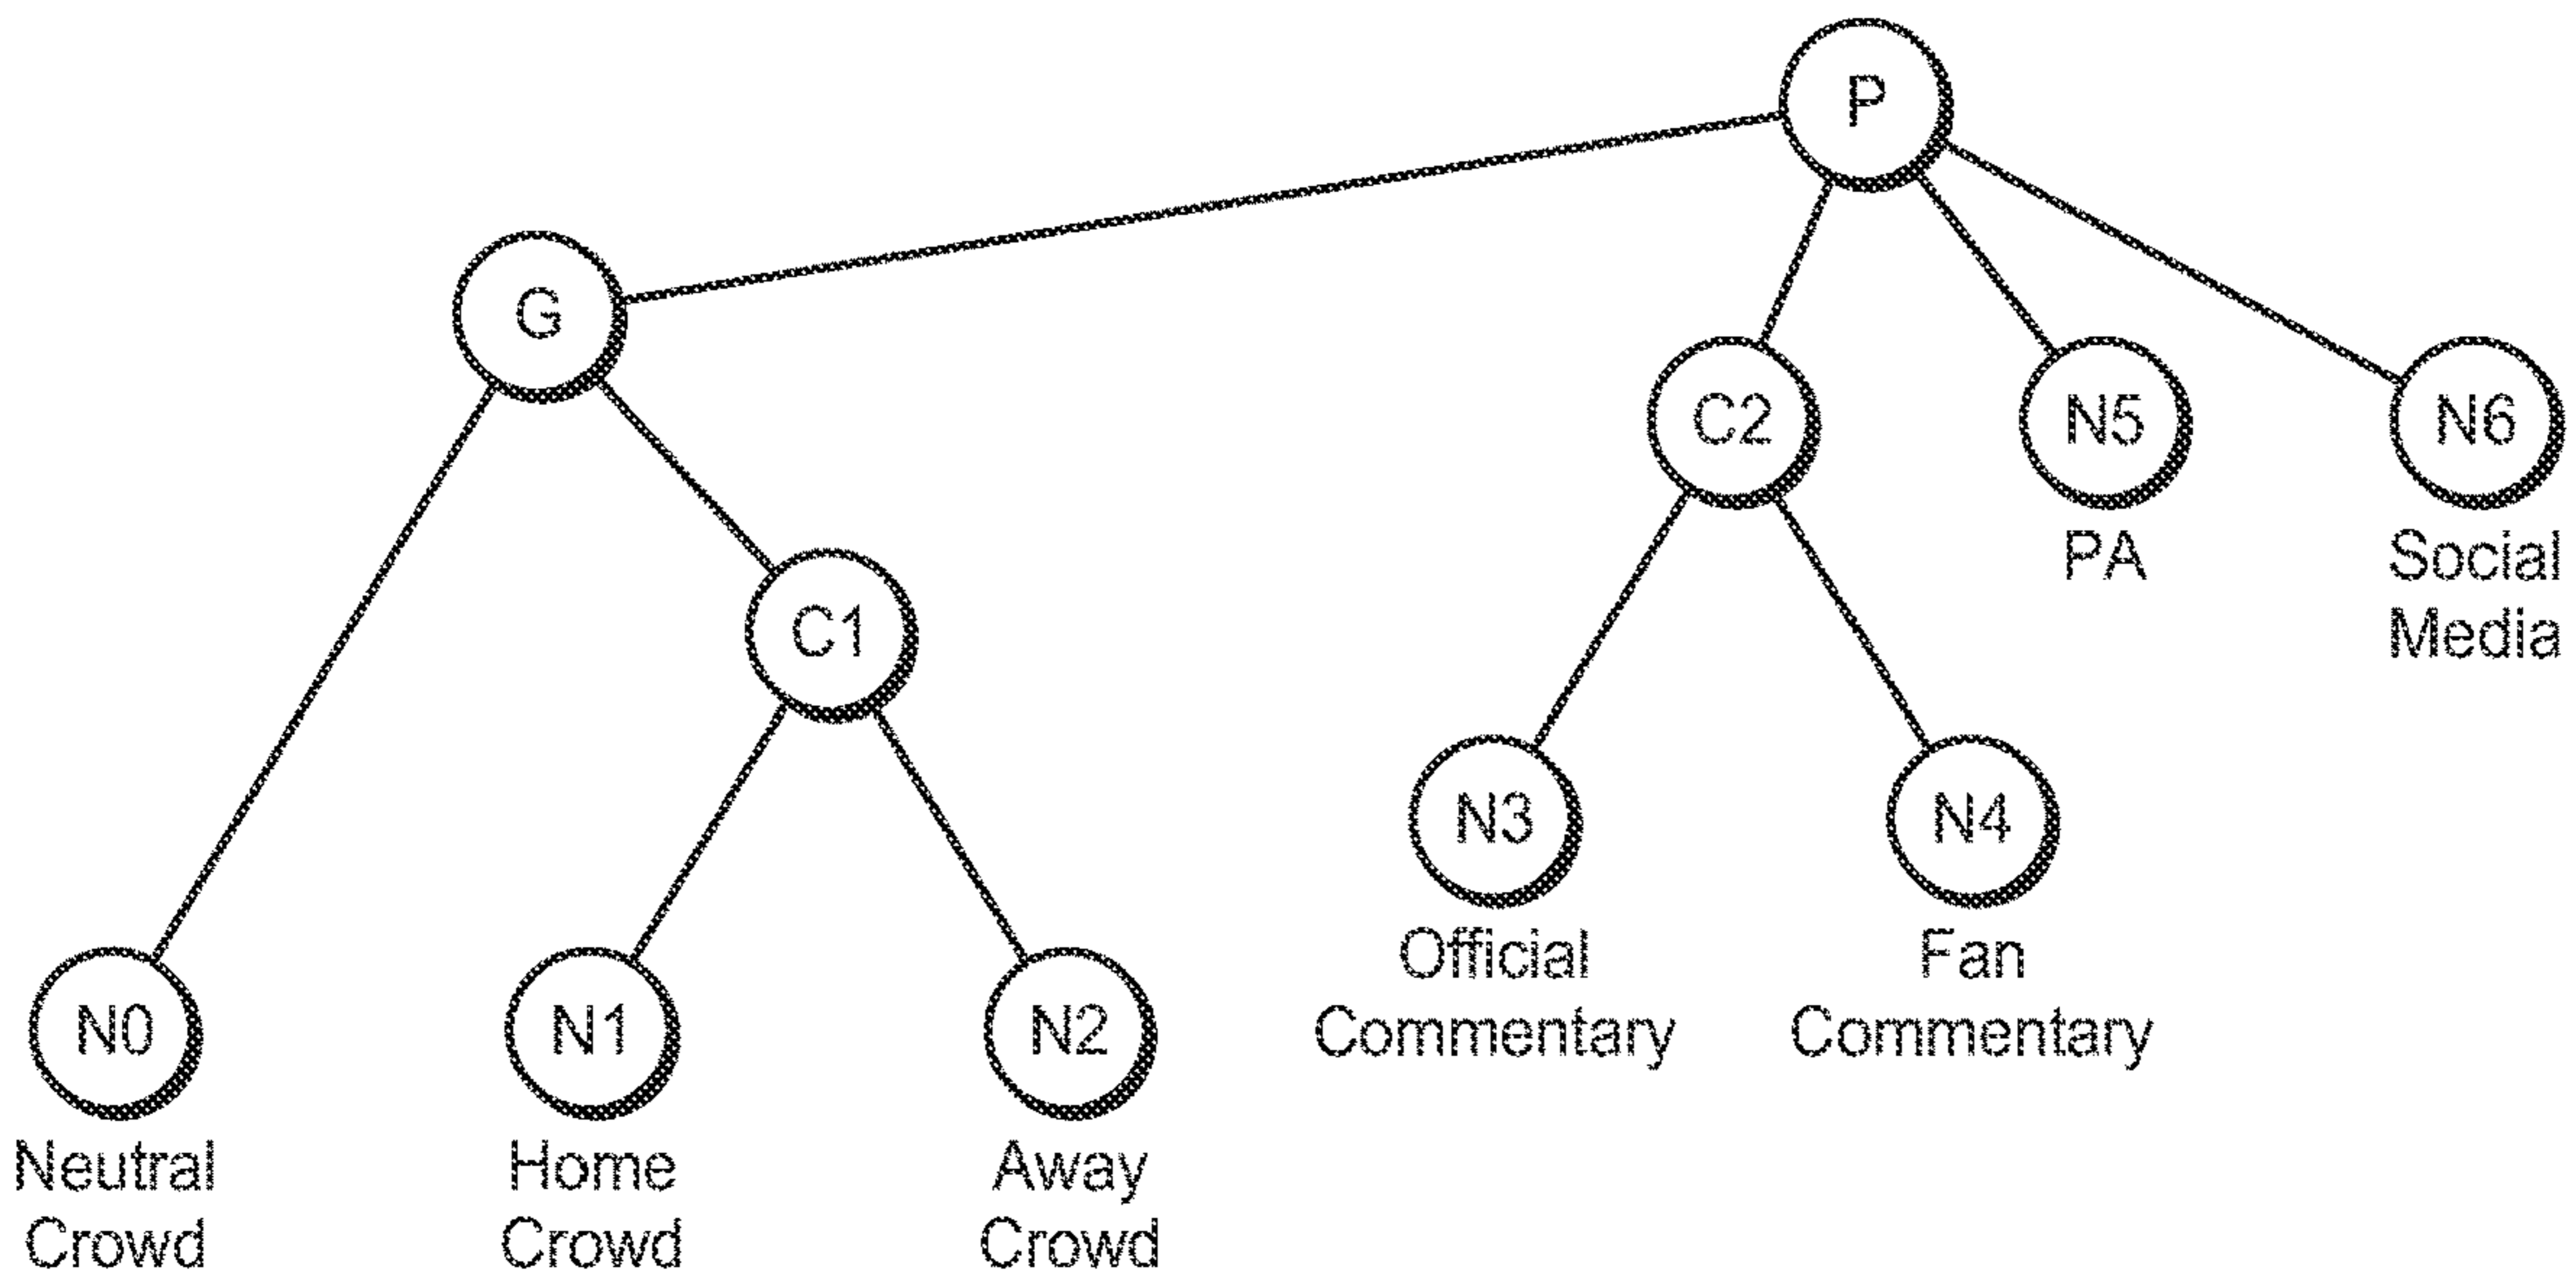 P
G
C2
N5
N6
PA
Social
Media
C1
N3
N4
Official
Commentary
Fan
Commentary
N0
N1
N2
Neutral
Crowd
Home
Crowd
Away
Crowd